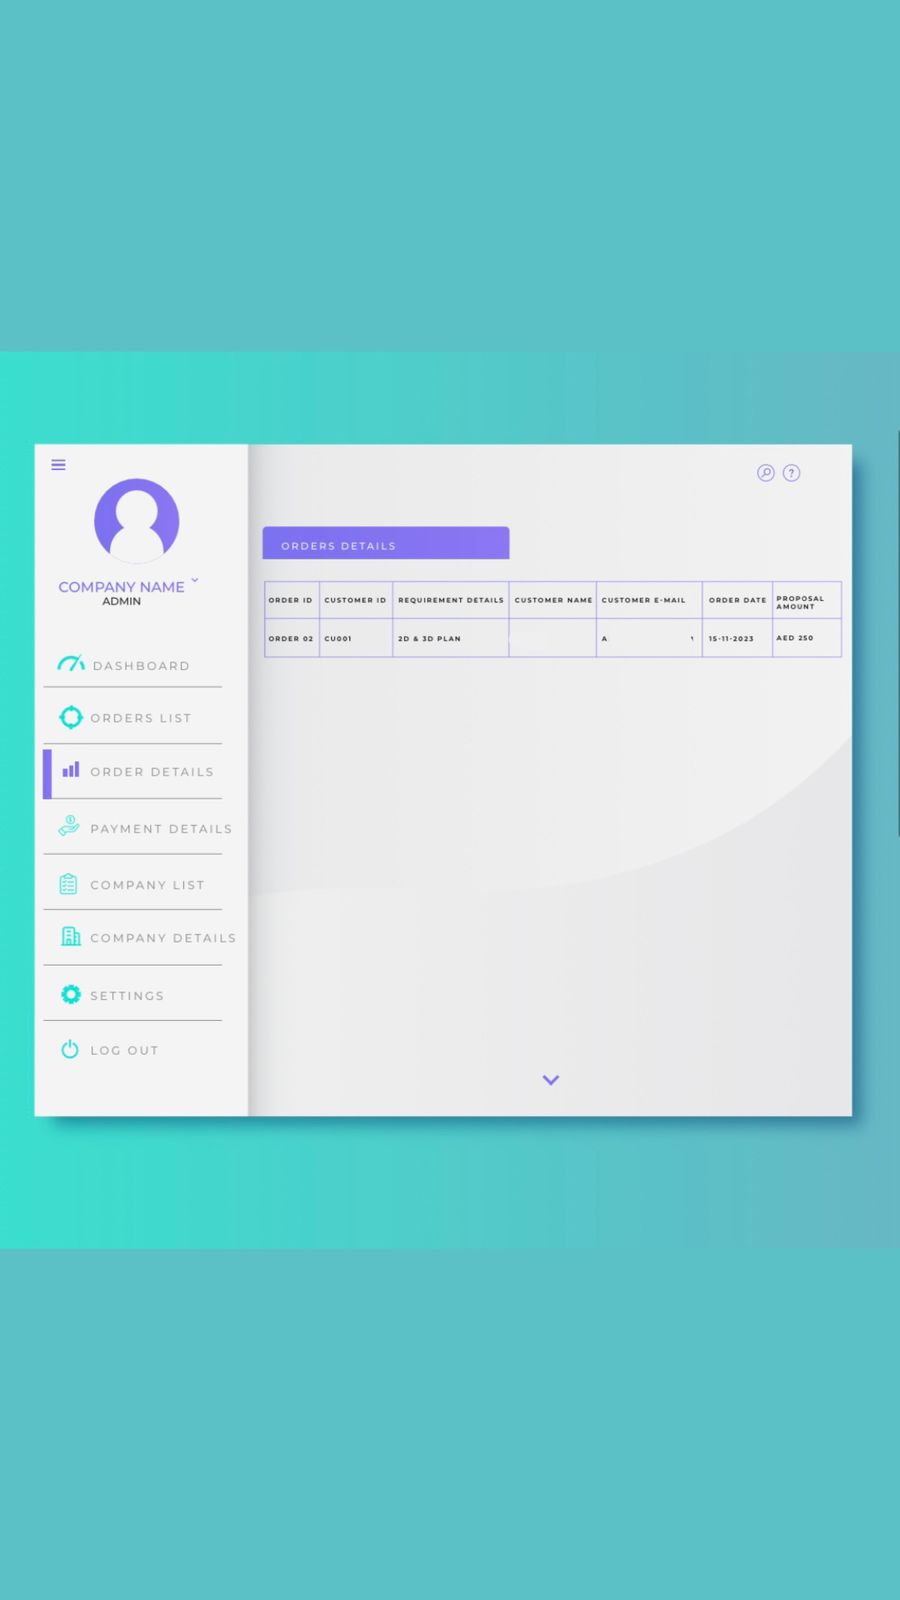 COMPANY NAME
ADMIN
DASHBOARD
ORDERS LIST
ORDER DETAILS
PAYMENT DETAILS
COMPANY LIST
COMPANY DETAILS
SETTINGS
LOG OUT
?
ORDERS DETAILS
ORDER ID CUSTOMER ID REQUIREMENT DETAILS CUSTOMER NAME CUSTOMER E-MAIL ORDER DATE PROPOSAL AMOUNT
ORDER 02 CU001 2D & 3D PLAN A 15-11-2023 AED 250